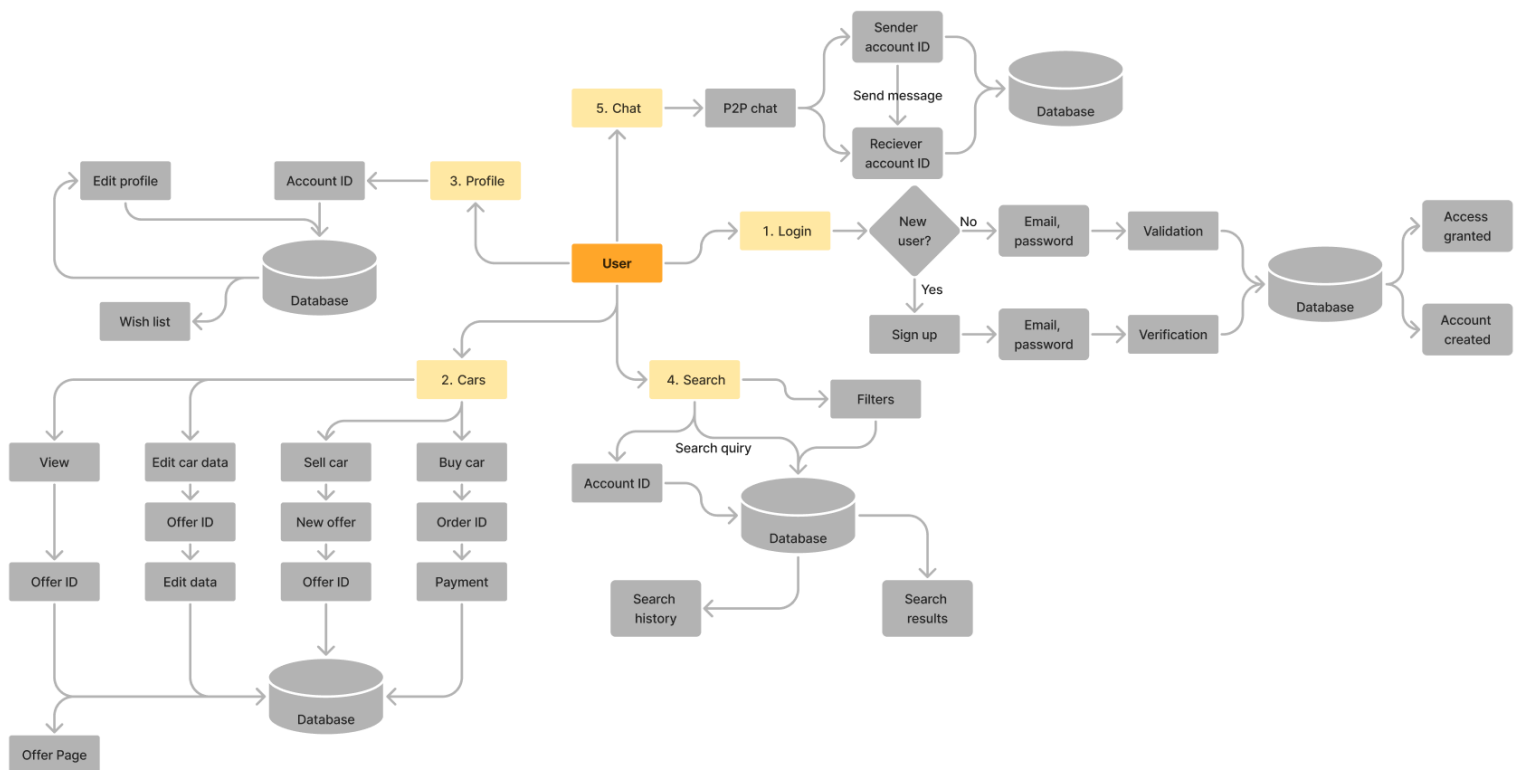 Sender
account ID
5. Chat
P2P chat
Send message
Database
Reciever
account ID
Edit profile
Account ID
3. Profile
User
Database
Wish list
1. Login
New
user?
No
Email,
password
Validation
Yes
Sign up
Email,
password
Verification
Database
Access
granted
Account
created
2. Cars
View
Edit car data
Sell car
Buy car
Offer ID
New offer
Order ID
Offer ID
Edit data
Offer ID
Payment
Database
Offer Page
4. Search
Filters
Search quiry
Account ID
Database
Search
history
Search
results